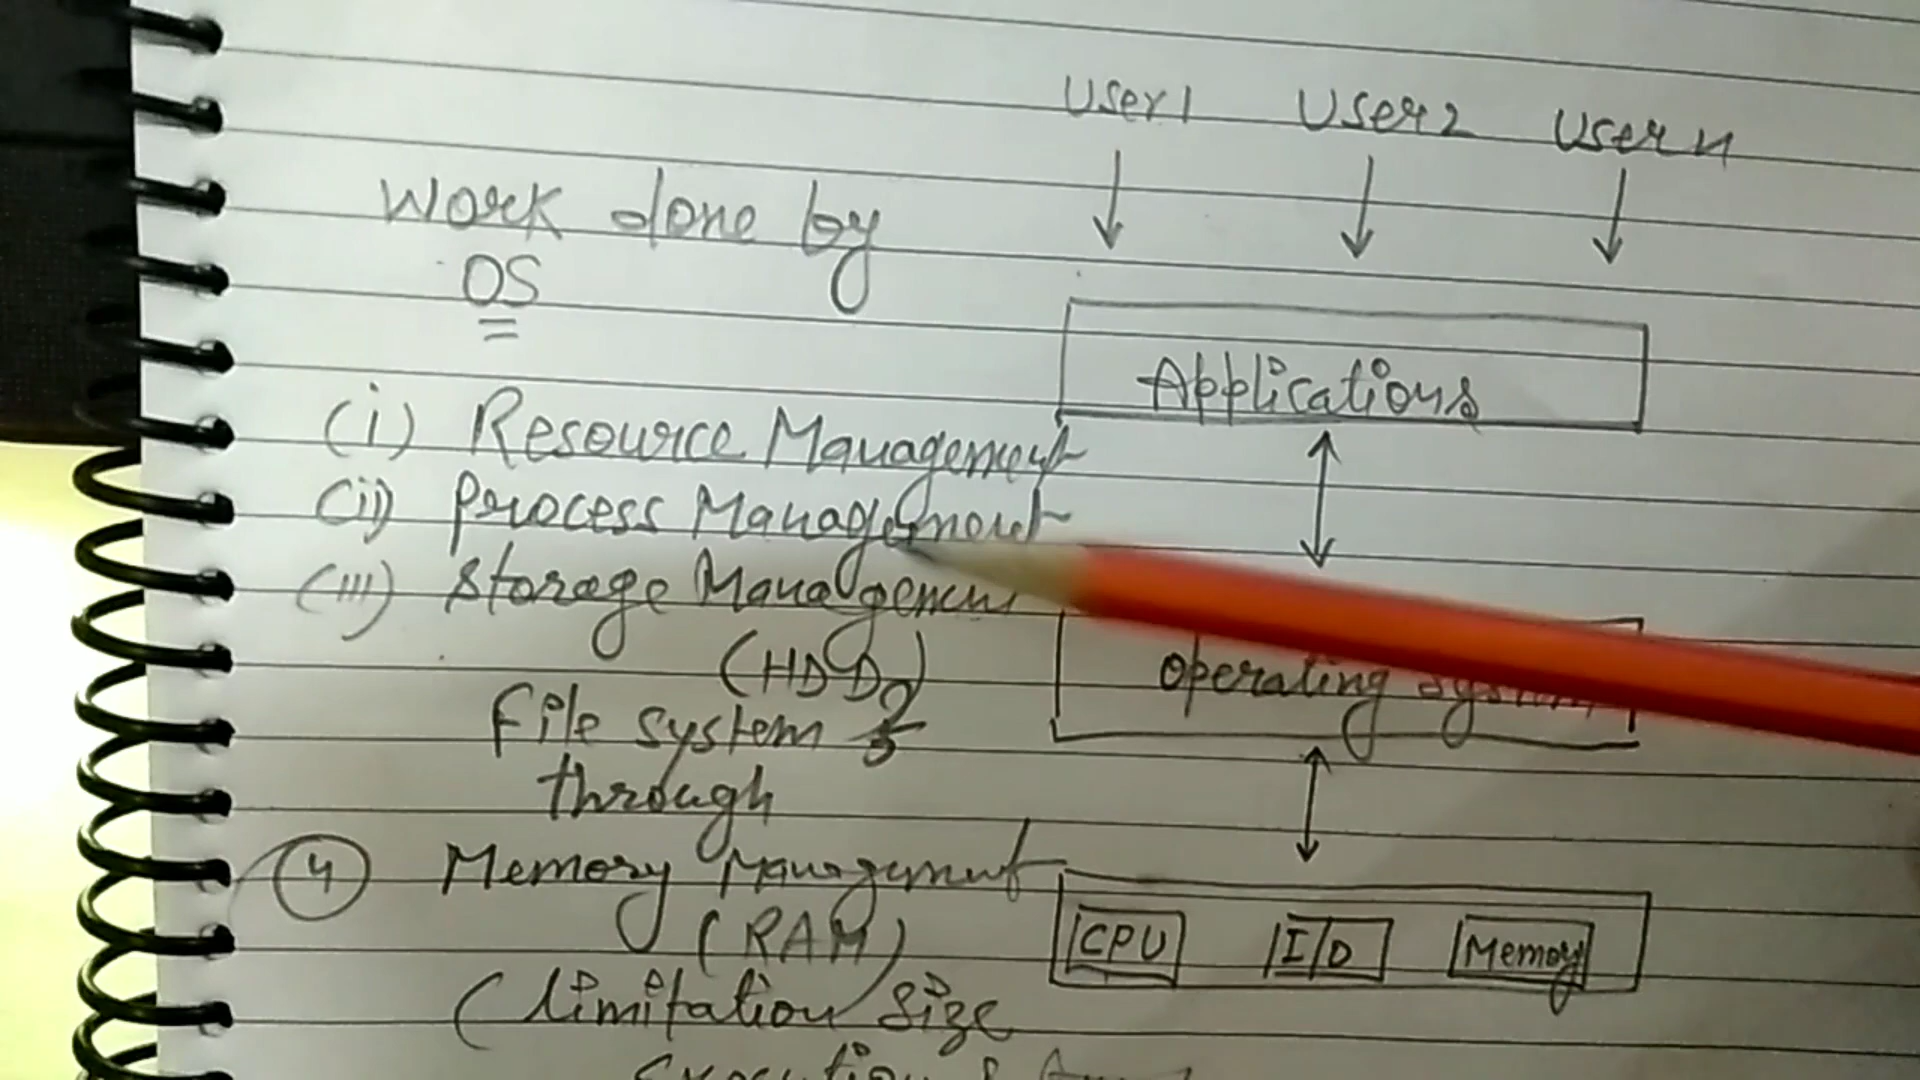 User1 User2 User n
Work done by
OS
Applications
(i) Resource Management
(ii) Process Management
(iii) Storage Management
(HDD)
Operating System
File system
through
(4) Memory Management
(RAM)
CPU I/O Memory
(limitation size